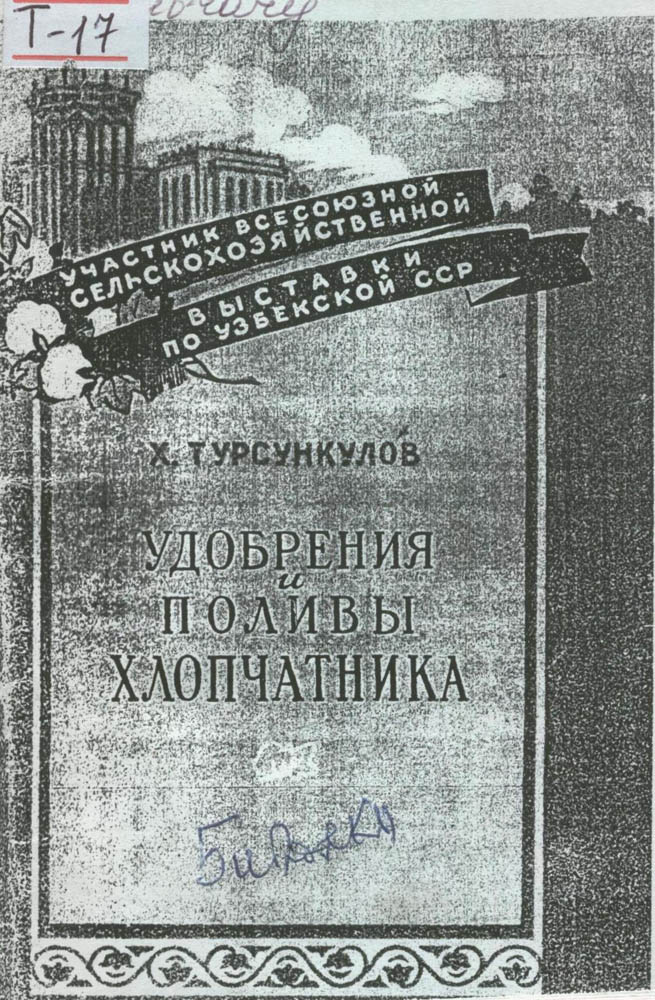 Т-17
УЧАСТНИК ВСЕСОЮЗНОЙ
СЕЛЬСКОХОЗЯЙСТВЕННОЙ
ВЫСТАВКИ
ПО УЗБЕКСКОЙ ССР
Х. ТУРСУНКУЛОВ
УДОБРЕНИЯ
и
ПОЛИВЫ
ХЛОПЧАТНИКА